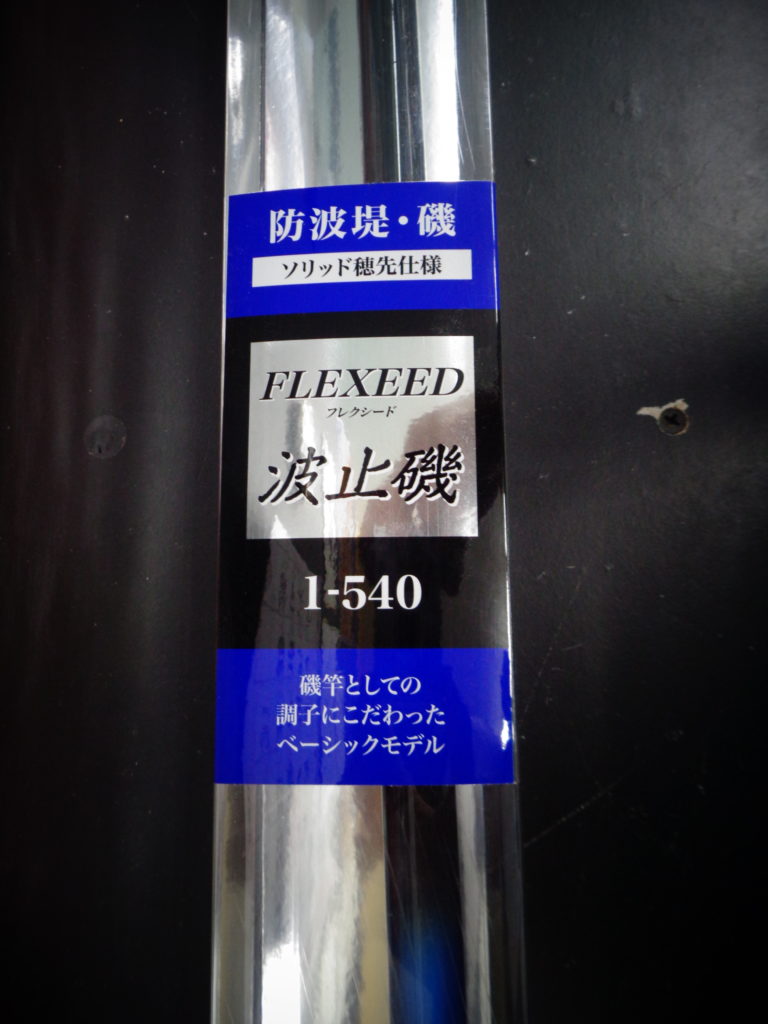 防波堤・磯
ソリッド穂先仕様
FLEXEED
フレクシード
波止磯
1-540
磯竿としての
調子にこだわった
ベーシックモデル